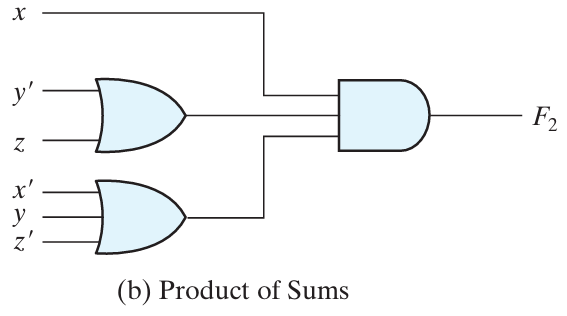 x
y′
z
F₂
x′
y
z′
(b) Product of Sums